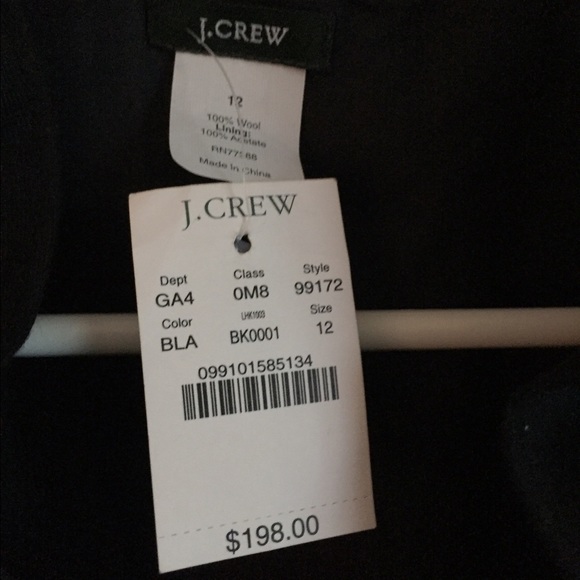 J.CREW
12
100% Wool
Lining:
100% Acetate
Made in China
J.CREW
Dept Class Style
GA4 0M8 99172
Color Size
BLA BK0001 12
099101585134
$198.00